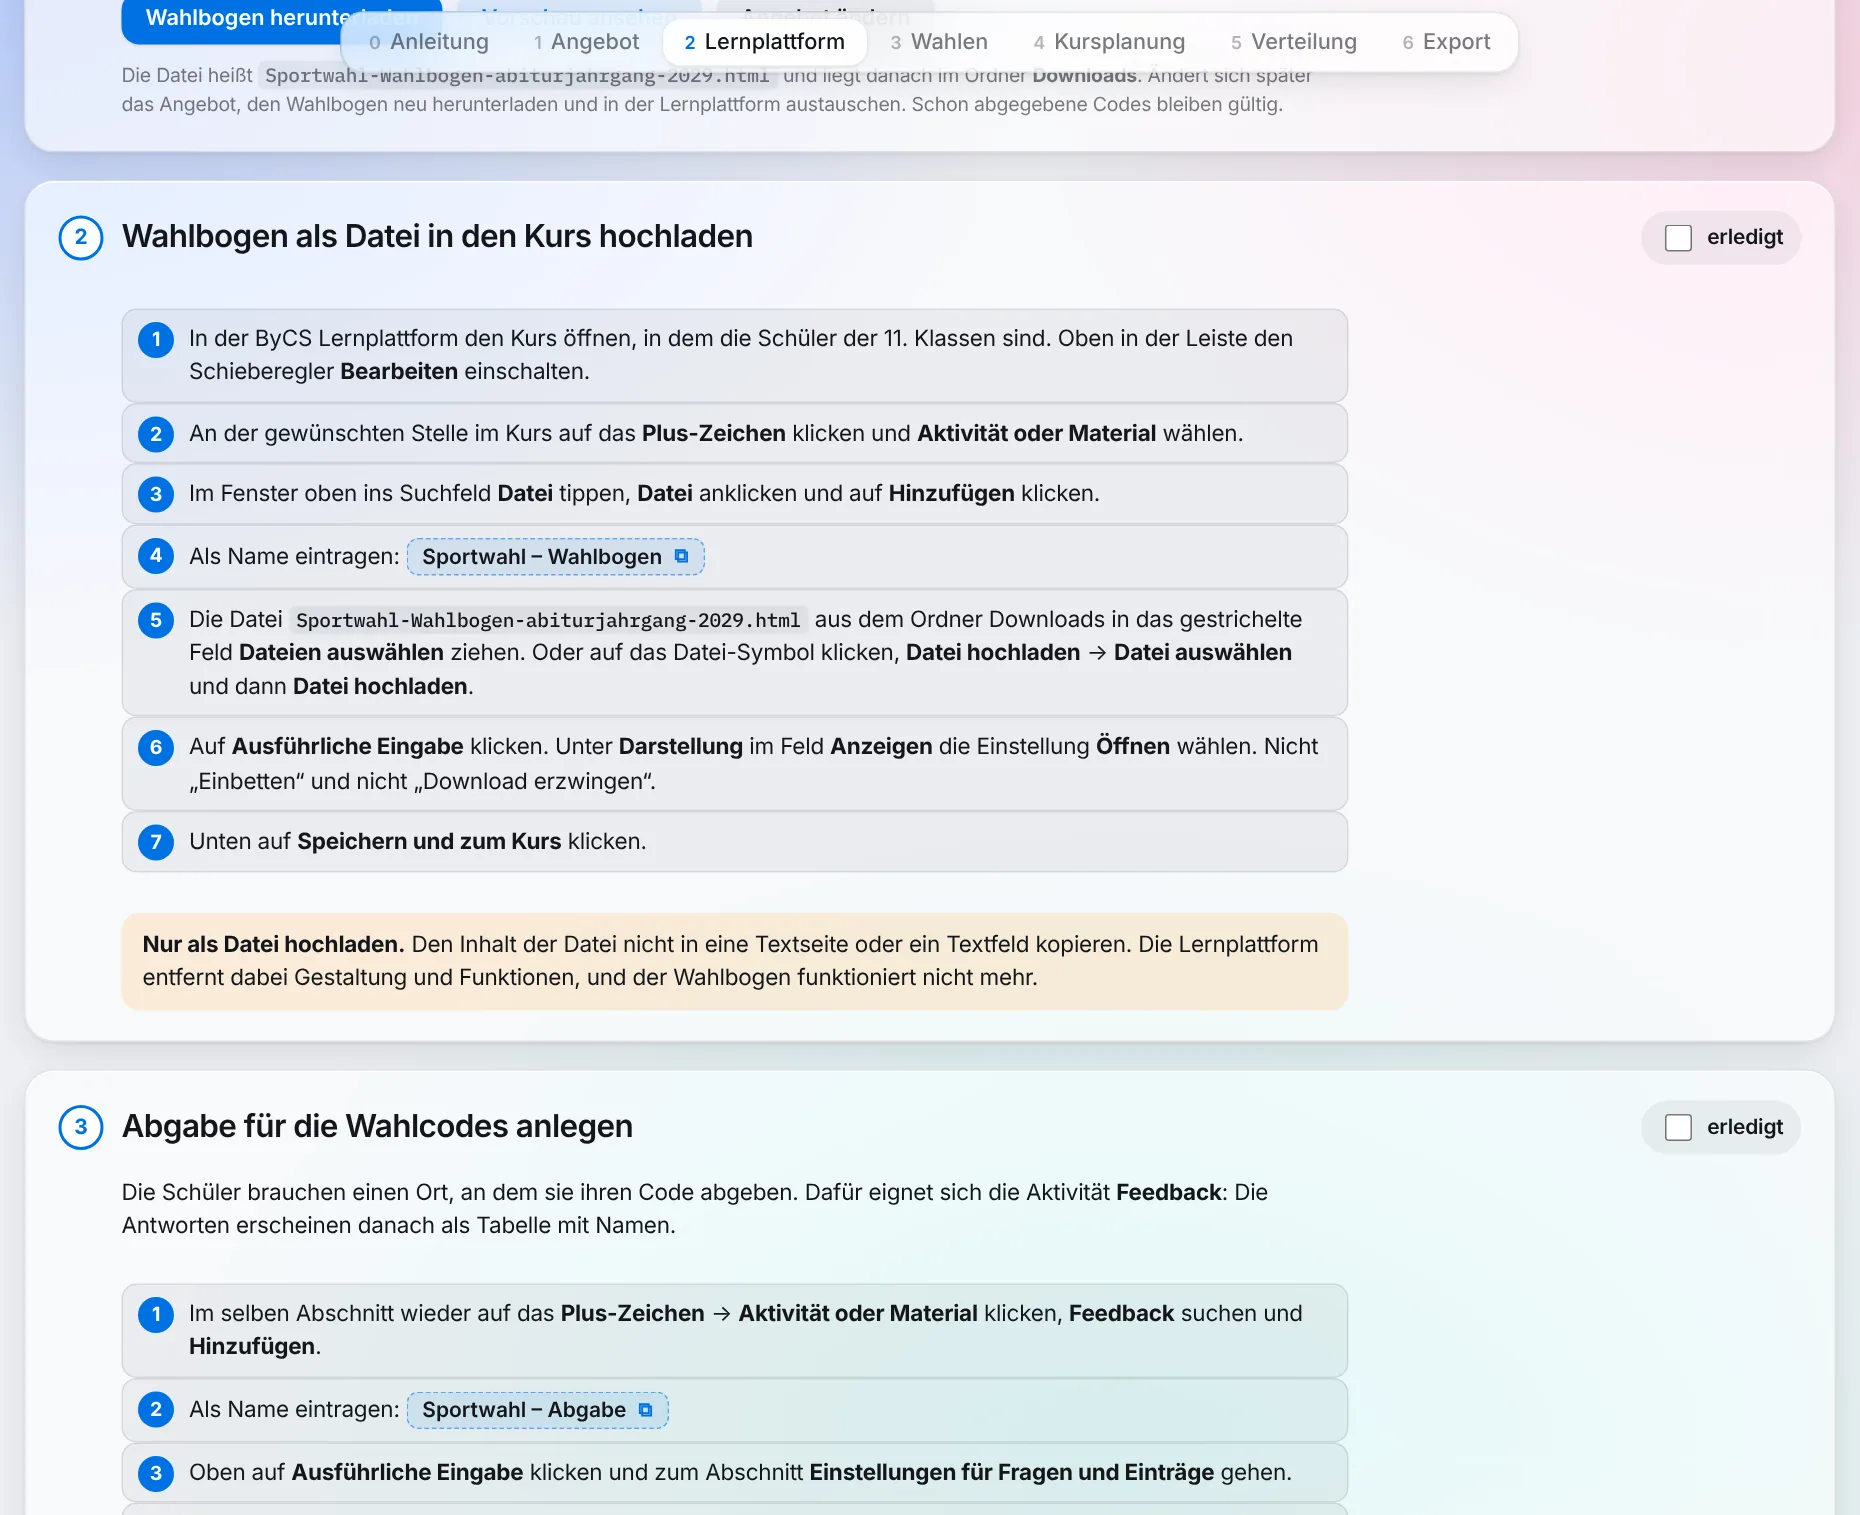 Wahlbogen herunterladen Vorschau ansehen Angebot ändern
0 Anleitung 1 Angebot 2 Lernplattform 3 Wahlen 4 Kursplanung 5 Verteilung 6 Export
Die Datei heißt Sportwahl-Wahlbogen-abiturjahrgang-2029.html und liegt danach im Ordner Downloads. Ändert sich später
das Angebot, den Wahlbogen neu herunterladen und in der Lernplattform austauschen. Schon abgegebene Codes bleiben gültig.
2 Wahlbogen als Datei in den Kurs hochladen
erledigt
1 In der ByCS Lernplattform den Kurs öffnen, in dem die Schüler der 11. Klassen sind. Oben in der Leiste den
Schieberegler Bearbeiten einschalten.
2 An der gewünschten Stelle im Kurs auf das Plus-Zeichen klicken und Aktivität oder Material wählen.
3 Im Fenster oben ins Suchfeld Datei tippen, Datei anklicken und auf Hinzufügen klicken.
4 Als Name eintragen: Sportwahl – Wahlbogen
5 Die Datei Sportwahl-Wahlbogen-abiturjahrgang-2029.html aus dem Ordner Downloads in das gestrichelte
Feld Dateien auswählen ziehen. Oder auf das Datei-Symbol klicken, Datei hochladen → Datei auswählen
und dann Datei hochladen.
6 Auf Ausführliche Eingabe klicken. Unter Darstellung im Feld Anzeigen die Einstellung Öffnen wählen. Nicht
„Einbetten“ und nicht „Download erzwingen“.
7 Unten auf Speichern und zum Kurs klicken.
Nur als Datei hochladen. Den Inhalt der Datei nicht in eine Textseite oder ein Textfeld kopieren. Die Lernplattform
entfernt dabei Gestaltung und Funktionen, und der Wahlbogen funktioniert nicht mehr.
3 Abgabe für die Wahlcodes anlegen
erledigt
Die Schüler brauchen einen Ort, an dem sie ihren Code abgeben. Dafür eignet sich die Aktivität Feedback: Die
Antworten erscheinen danach als Tabelle mit Namen.
1 Im selben Abschnitt wieder auf das Plus-Zeichen → Aktivität oder Material klicken, Feedback suchen und
Hinzufügen.
2 Als Name eintragen: Sportwahl – Abgabe
3 Oben auf Ausführliche Eingabe klicken und zum Abschnitt Einstellungen für Fragen und Einträge gehen.